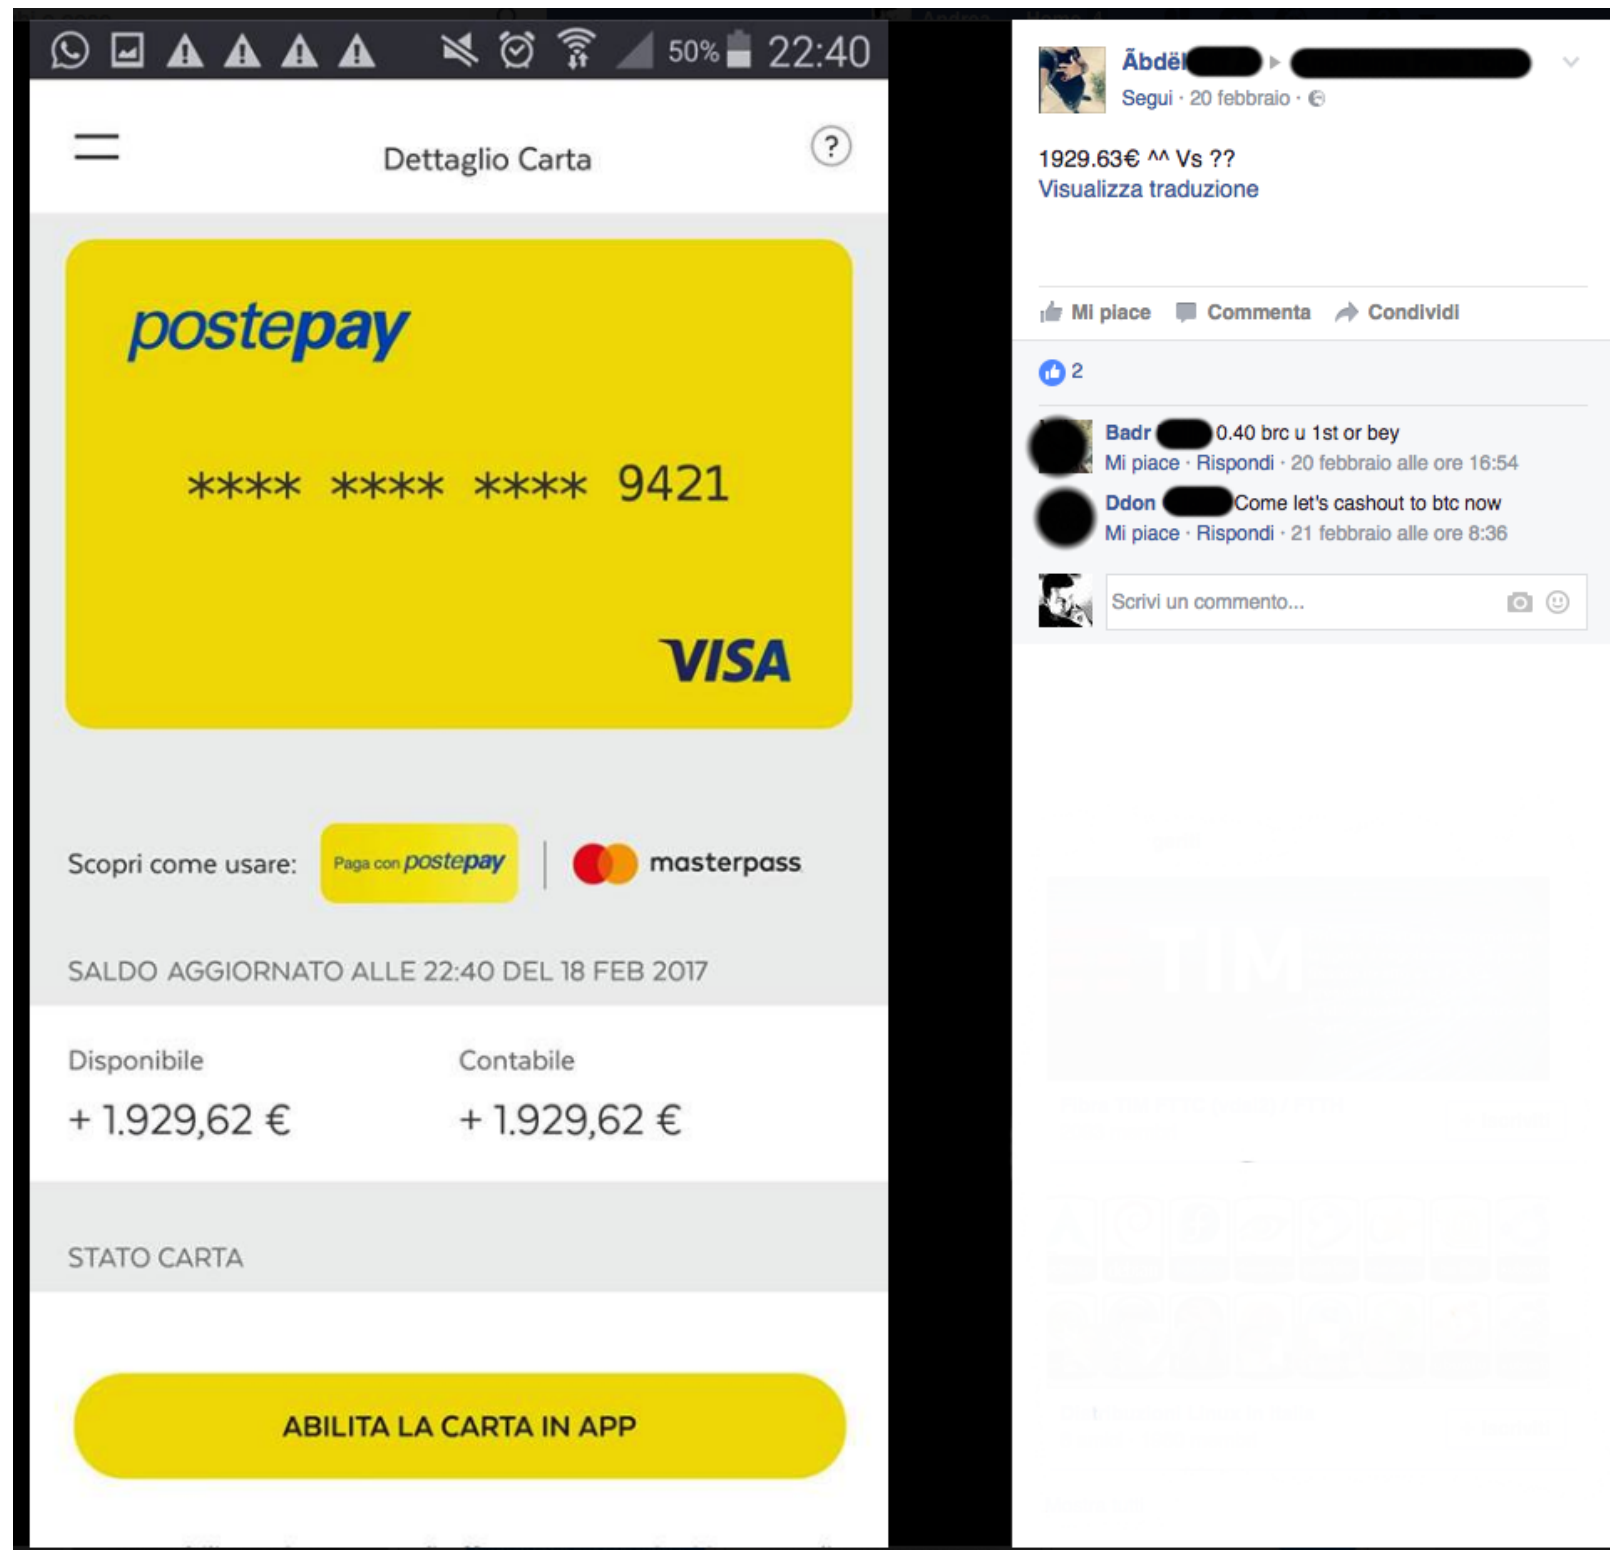 50% 22:40
Dettaglio Carta
?
postepay
**** **** **** 9421
VISA
Scopri come usare: Paga con postepay masterpass
SALDO AGGIORNATO ALLE 22:40 DEL 18 FEB 2017
Disponibile Contabile
+ 1.929,62 € + 1.929,62 €
STATO CARTA
ABILITA LA CARTA IN APP
Ãbdël
Segui · 20 febbraio ·
1929.63€ ^^ Vs ??
Visualizza traduzione
Mi piace Commenta Condividi
2
Badr 0.40 brc u 1st or bey
Mi piace · Rispondi · 20 febbraio alle ore 16:54
Ddon Come let's cashout to btc now
Mi piace · Rispondi · 21 febbraio alle ore 8:36
Scrivi un commento...
TIM